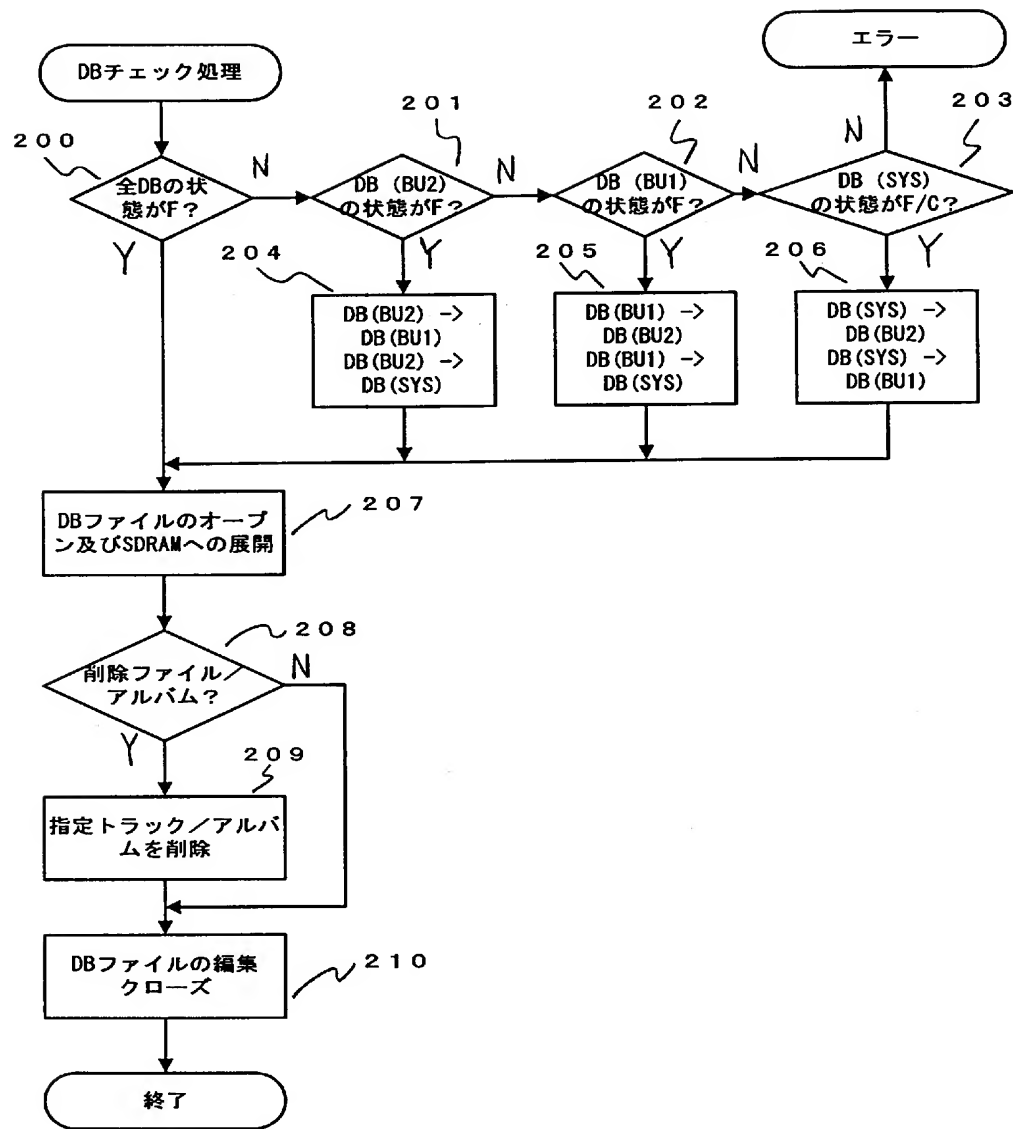 DBチェック処理
エラー
200
201
202
203
全DBの状
態がF?
N
DB (BU2)
の状態がF?
N
DB (BU1)
の状態がF?
N
DB (SYS)
の状態がF/C?
N
Y
204
Y
205
Y
206
Y
DB(BU2) ->
DB(BU1)
DB(BU2) ->
DB(SYS)
DB(BU1) ->
DB(BU2)
DB(BU1) ->
DB(SYS)
DB(SYS) ->
DB(BU2)
DB(SYS) ->
DB(BU1)
DBファイルのオープ
ン及びSDRAMへの展開
207
削除ファイル/
アルバム?
208
N
Y
209
指定トラック/アルバ
ムを削除
DBファイルの編集
クローズ
210
終了